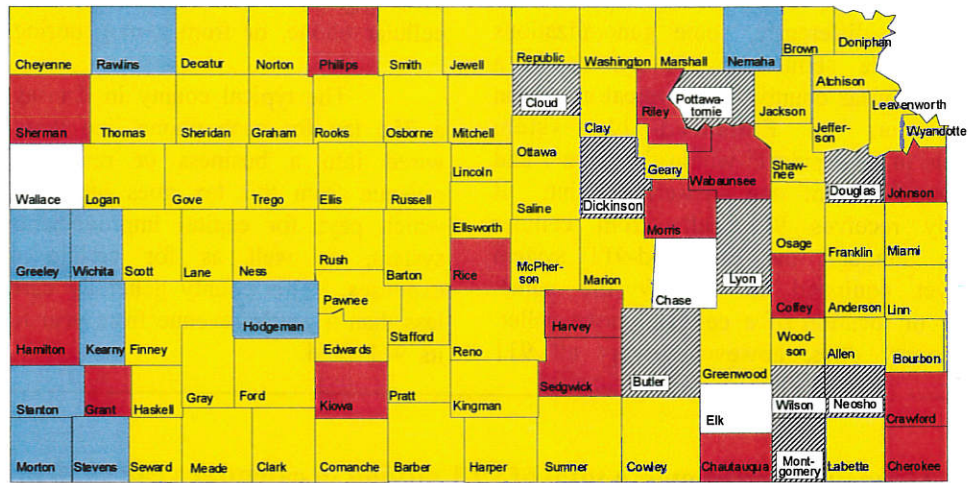 Cheyenne Rawlins Decatur Norton Phillips Smith Jewell Republic Washington Marshall Nemaha Brown Doniphan
Atchison
Cloud Riley Pottawa-
tomie Jackson Leavenworth
Sherman Thomas Sheridan Graham Rooks Osborne Mitchell Clay Jeffer-
son Wyandotte
Ottawa
Lincoln Geary Shaw-
nee
Wallace Logan Gove Trego Ellis Russell Saline Dickinson Wabaunsee Douglas Johnson
Ellsworth Morris
Osage Franklin Miami
Greeley Wichita Scott Lane Ness Rush Barton Rice McPher-
son Marion Chase Lyon
Pawnee
Hodgeman Coffey Anderson Linn
Stafford Harvey
Hamilton Kearny Finney Edwards Reno Wood-
son Allen Bourbon
Sedgwick Butler Greenwood
Stanton Grant Haskell Gray Ford Kiowa Pratt Kingman Wilson Neosho
Elk Crawford
Morton Stevens Seward Meade Clark Comanche Barber Harper Sumner Cowley Chautauqua Mont-
gomery Labette Cherokee